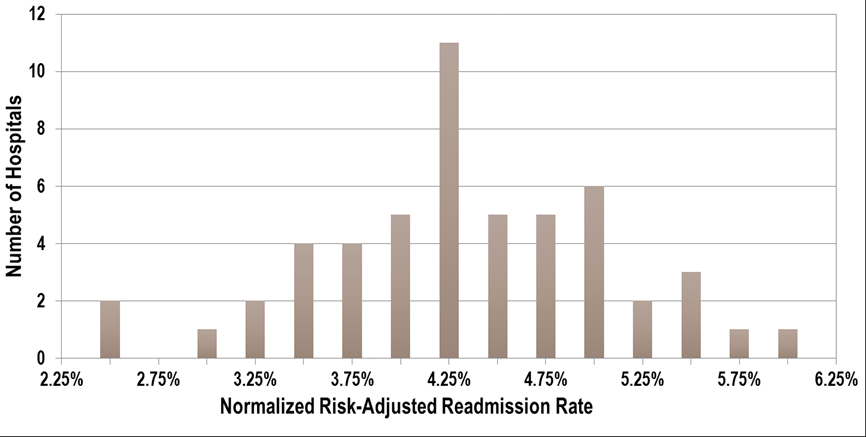 Number of Hospitals
12
10
8
6
4
2
0
2.25% 2.75% 3.25% 3.75% 4.25% 4.75% 5.25% 5.75% 6.25%
Normalized Risk-Adjusted Readmission Rate